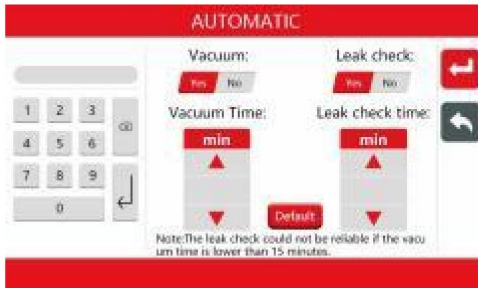 AUTOMATIC
Vacuum:
Leak check:
Yes No
Yes No
1 2 3
Vacuum Time:
Leak check time:
4 5 6
min
min
7 8 9
0
Default
Note:The leak check could not be reliable if the vacu
um time is lower than 15 minutes.